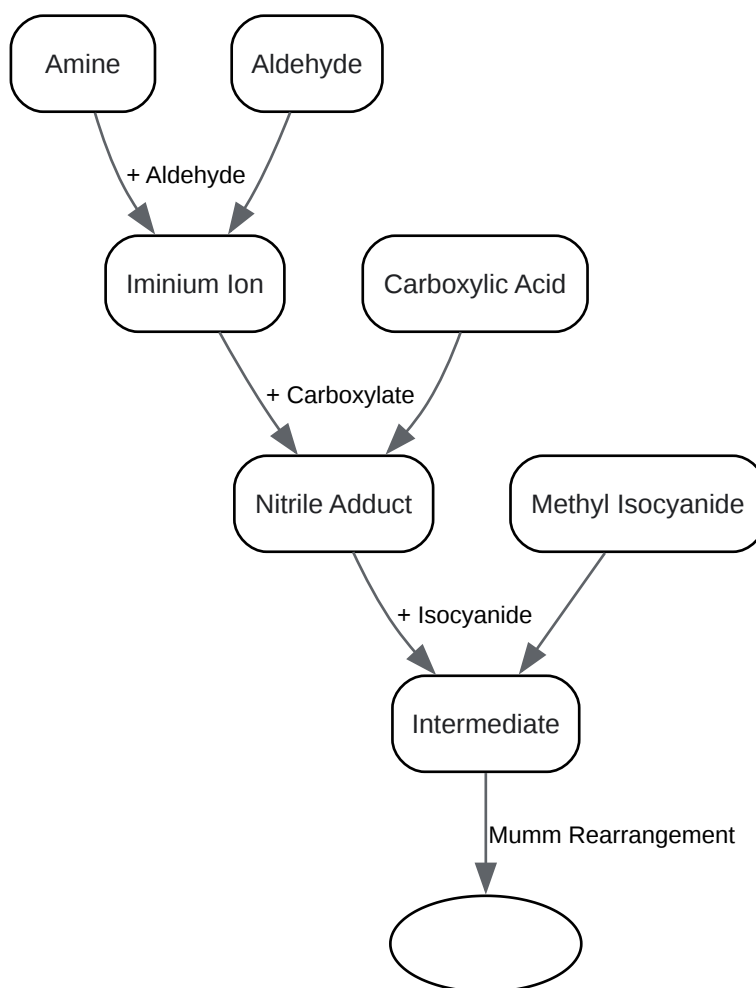 Amine
Aldehyde
+ Aldehyde
Iminium Ion
Carboxylic Acid
+ Carboxylate
Nitrile Adduct
Methyl Isocyanide
+ Isocyanide
Intermediate
Mumm Rearrangement